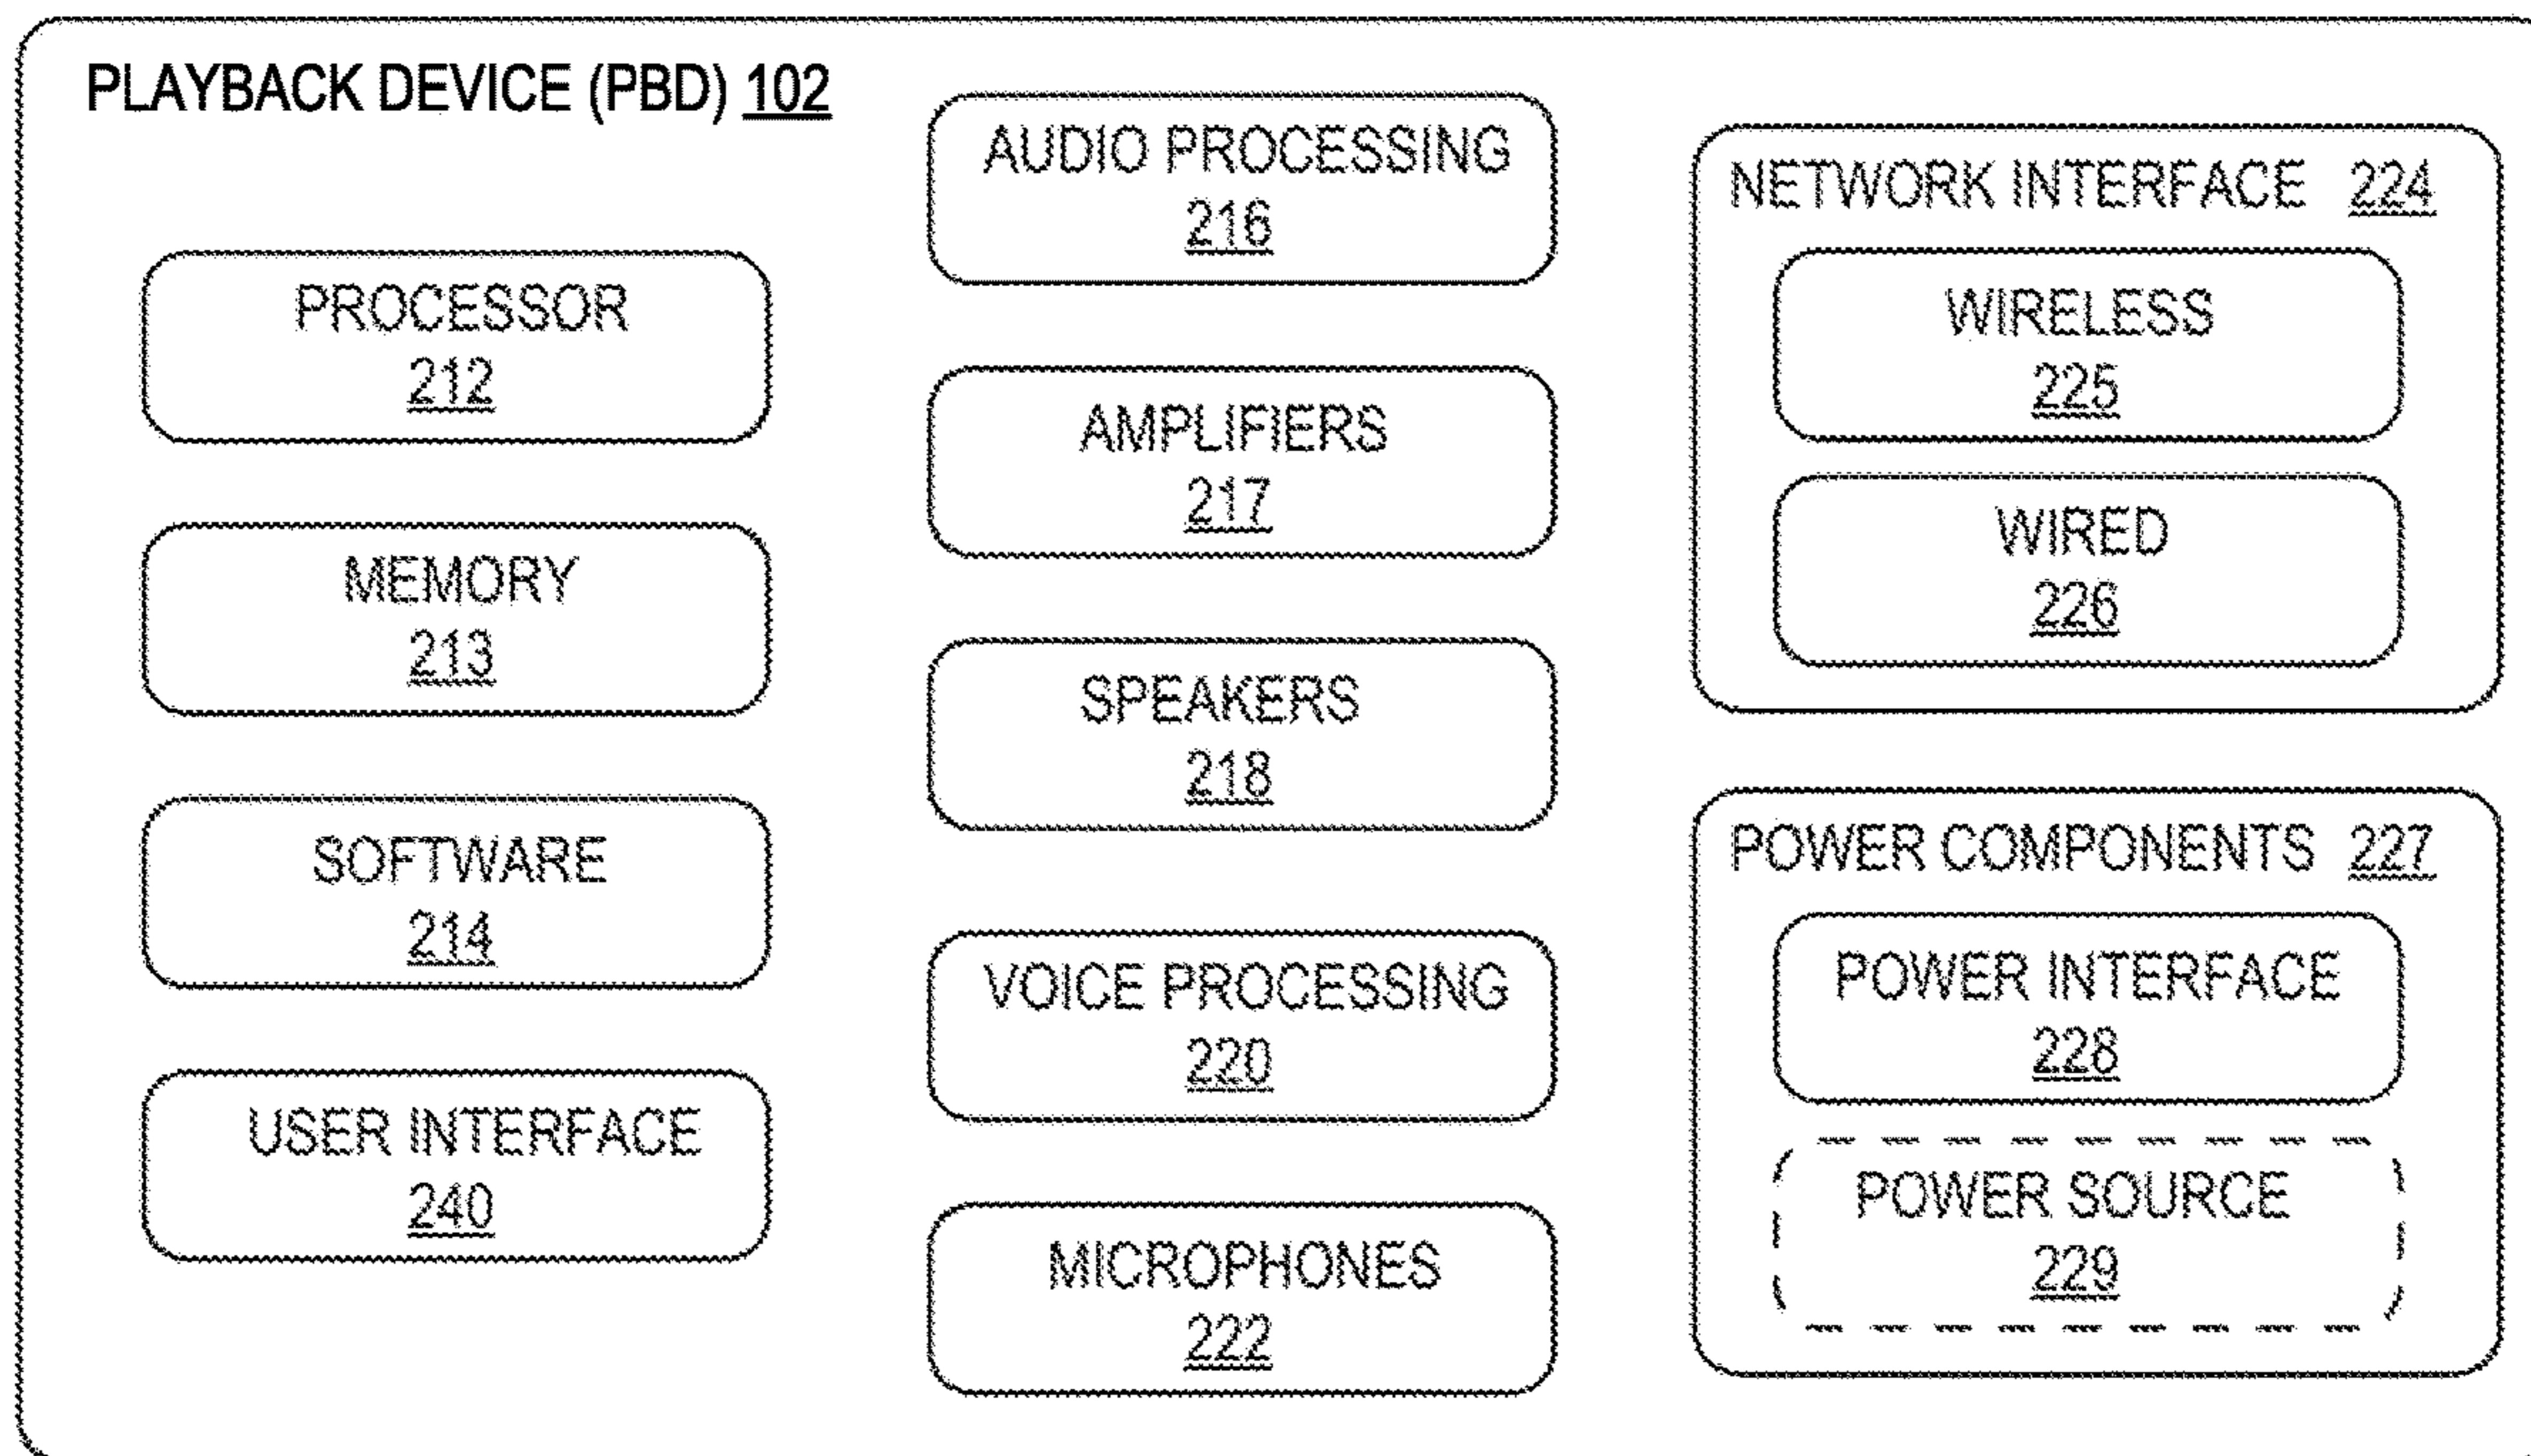 PLAYBACK DEVICE (PBD) 102
PROCESSOR
212
MEMORY
213
SOFTWARE
214
USER INTERFACE
240
AUDIO PROCESSING
216
AMPLIFIERS
217
SPEAKERS
218
VOICE PROCESSING
220
MICROPHONES
222
NETWORK INTERFACE 224
WIRELESS
225
WIRED
226
POWER COMPONENTS 227
POWER INTERFACE
228
POWER SOURCE
229